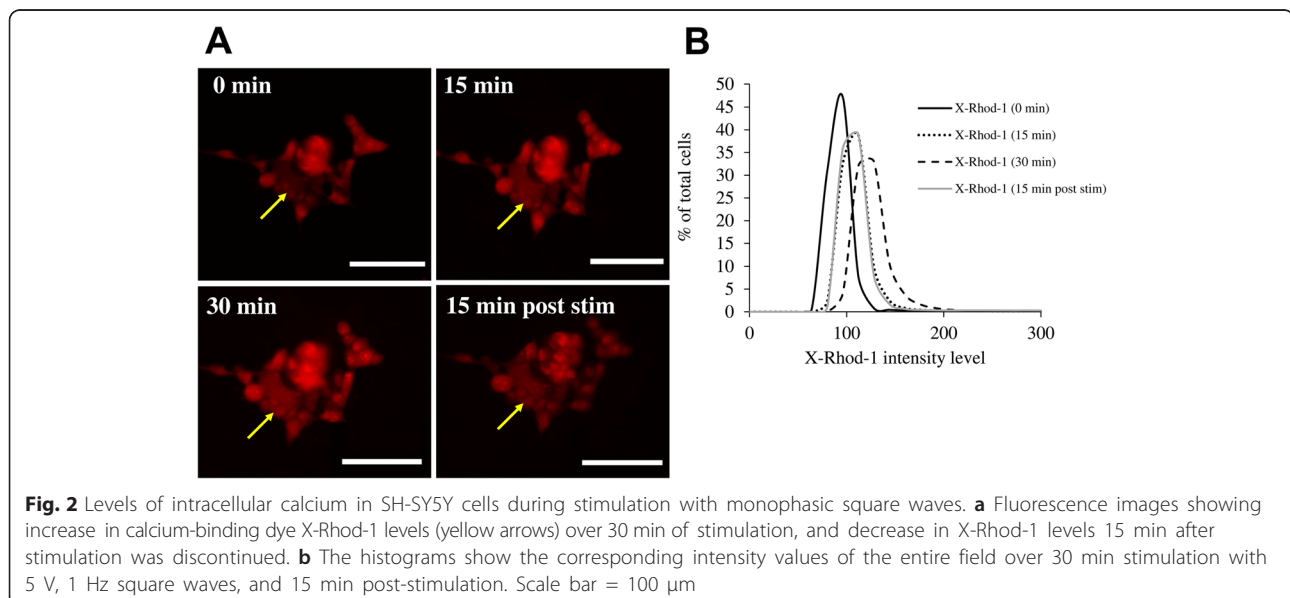 A
B
0 min
15 min
30 min
15 min post stim
50
45
40
35
30
25
20
15
10
5
0
% of total cells
0 100 200 300
X-Rhod-1 intensity level
X-Rhod-1 (0 min)
X-Rhod-1 (15 min)
X-Rhod-1 (30 min)
X-Rhod-1 (15 min post stim)
Fig. 2 Levels of intracellular calcium in SH-SY5Y cells during stimulation with monophasic square waves. a Fluorescence images showing
increase in calcium-binding dye X-Rhod-1 levels (yellow arrows) over 30 min of stimulation, and decrease in X-Rhod-1 levels 15 min after
stimulation was discontinued. b The histograms show the corresponding intensity values of the entire field over 30 min stimulation with
5 V, 1 Hz square waves, and 15 min post-stimulation. Scale bar = 100 μm